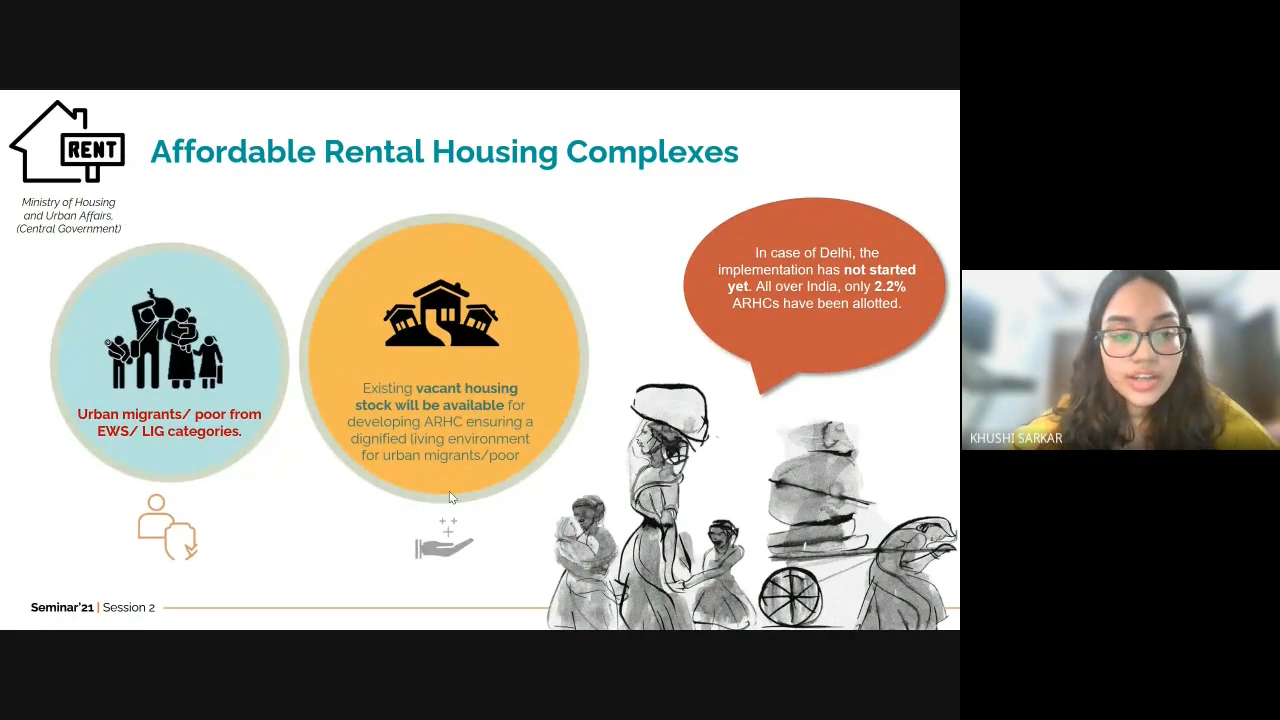 RENT
Affordable Rental Housing Complexes
Ministry of Housing
and Urban Affairs,
(Central Government)
Urban migrants/ poor from
EWS/ LIG categories.
Existing vacant housing
stock will be available for
developing ARHC ensuring a
dignified living environment
for urban migrants/poor
In case of Delhi, the
implementation has not started
yet. All over India, only 2.2%
ARHCs have been allotted.
Seminar'21 | Session 2
KHUSHI SARKAR